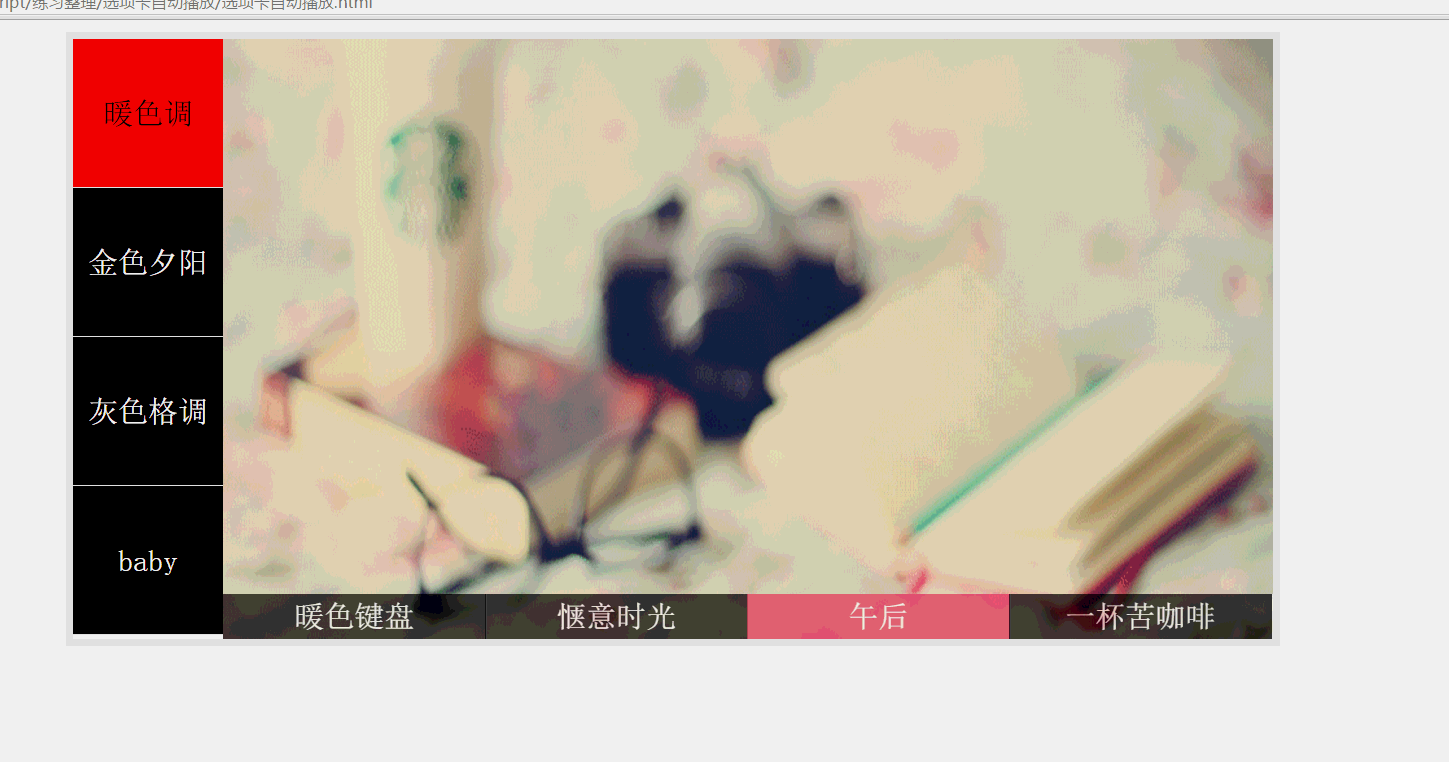 ript/练习整理/选项卡自动播放/选项卡自动播放.html
暖色调
金色夕阳
灰色格调
baby
暖色键盘
惬意时光
午后
一杯苦咖啡